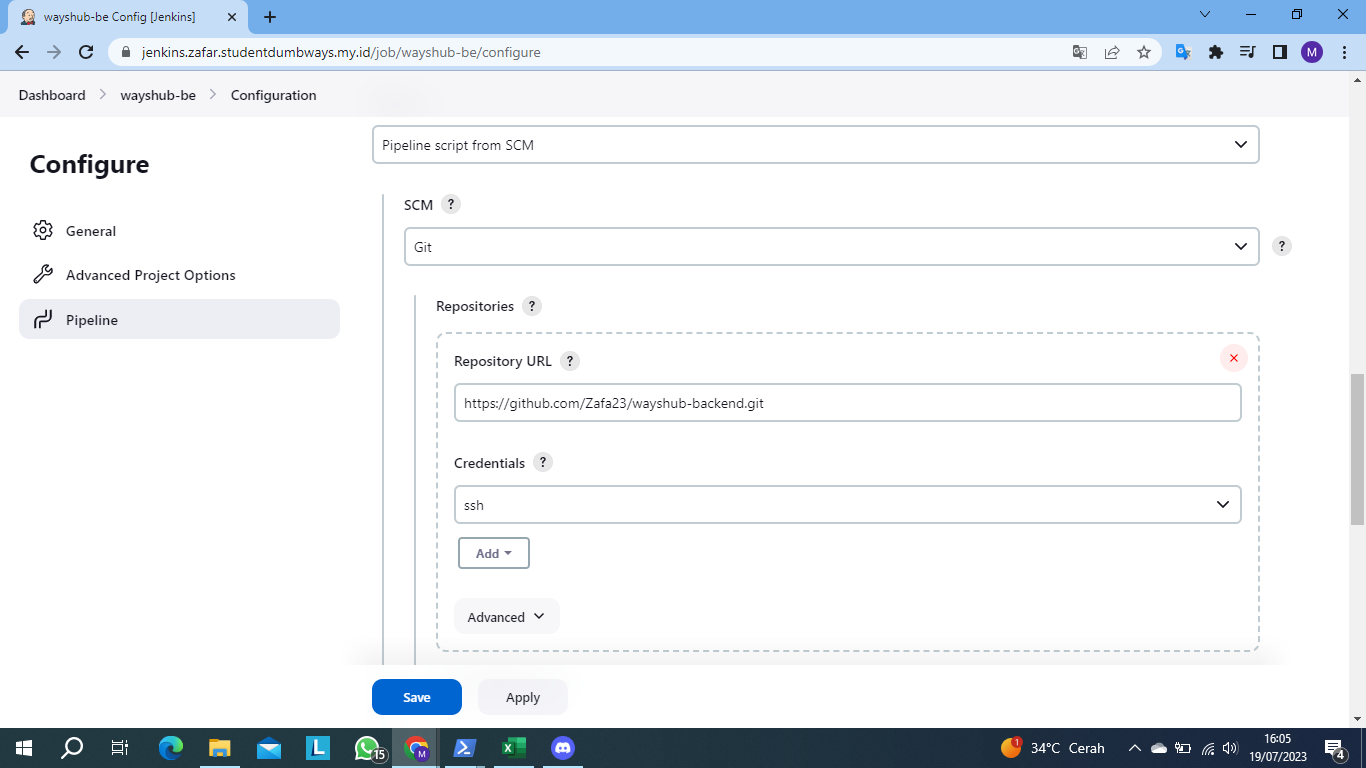 wayshub-be Config [Jenkins]
jenkins.zafar.studentdumbways.my.id/job/wayshub-be/configure
M
Dashboard > wayshub-be > Configuration
Configure
General
Advanced Project Options
Pipeline
Pipeline script from SCM
SCM ?
Git
?
Repositories ?
Repository URL ?
https://github.com/Zafa23/wayshub-backend.git
Credentials ?
ssh
Add
Advanced
Save
Apply
L
15
M
1
34°C Cerah
16:05
19/07/2023
4